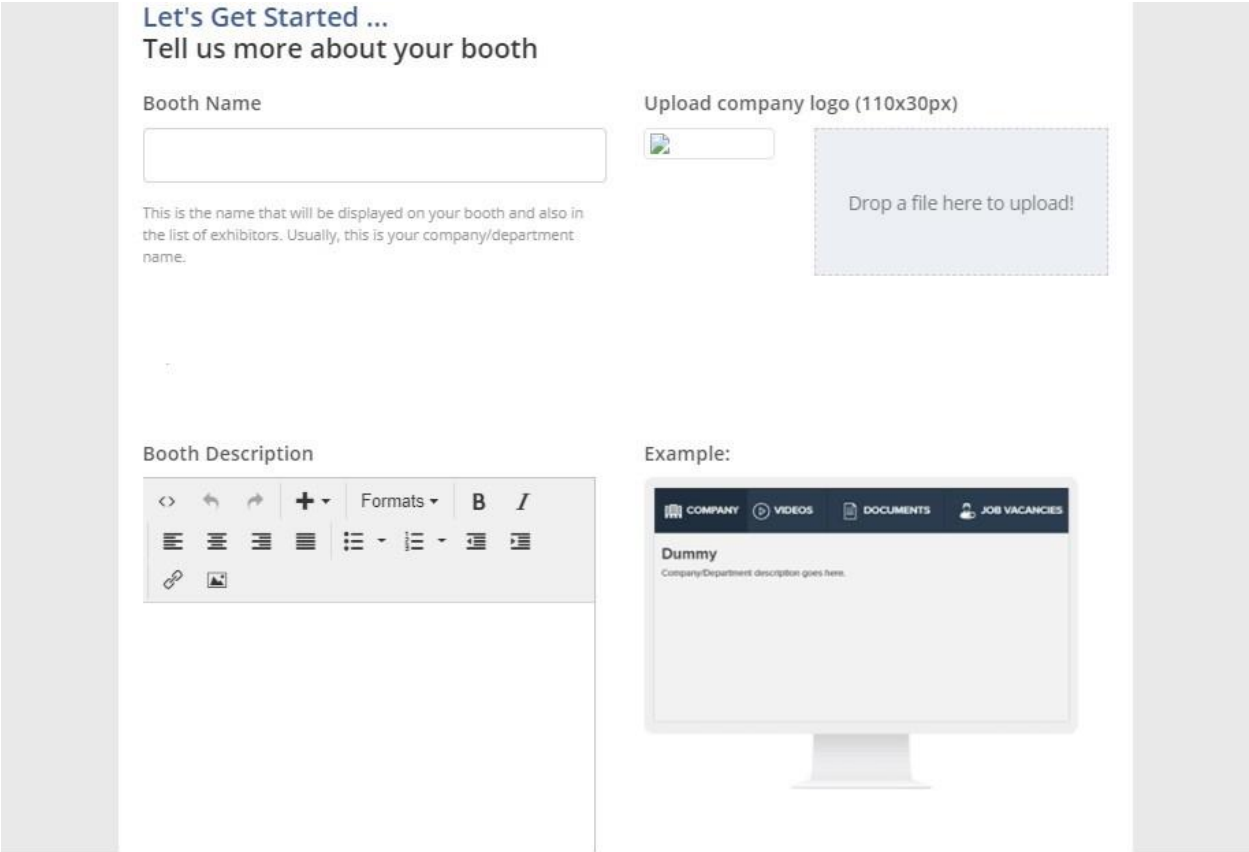 Let's Get Started ...
Tell us more about your booth
Booth Name
Upload company logo (110x30px)
Drop a file here to upload!
This is the name that will be displayed on your booth and also in
the list of exhibitors. Usually, this is your company/department
name.
Booth Description
Example:
Formats
B
I
COMPANY
VIDEOS
DOCUMENTS
JOB VACANCIES
Dummy
Company/Department description goes here.